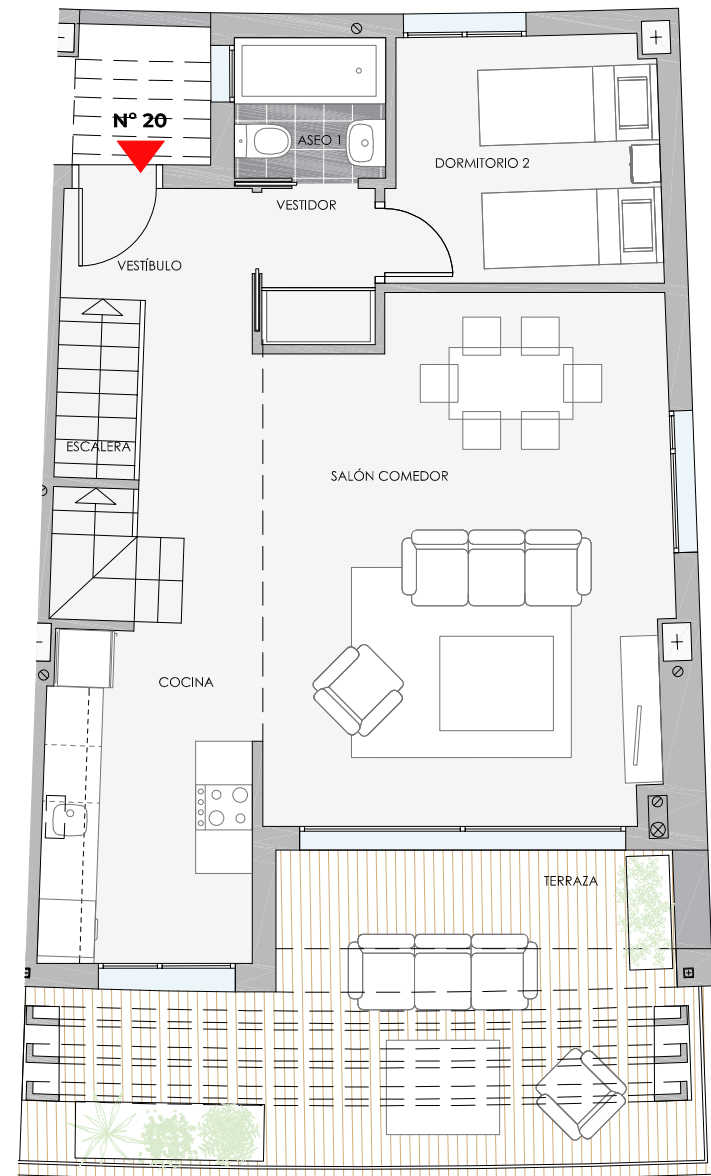 Nº 20
ASEO 1
DORMITORIO 2
VESTIDOR
VESTÍBULO
ESCALERA
SALÓN COMEDOR
COCINA
TERRAZA